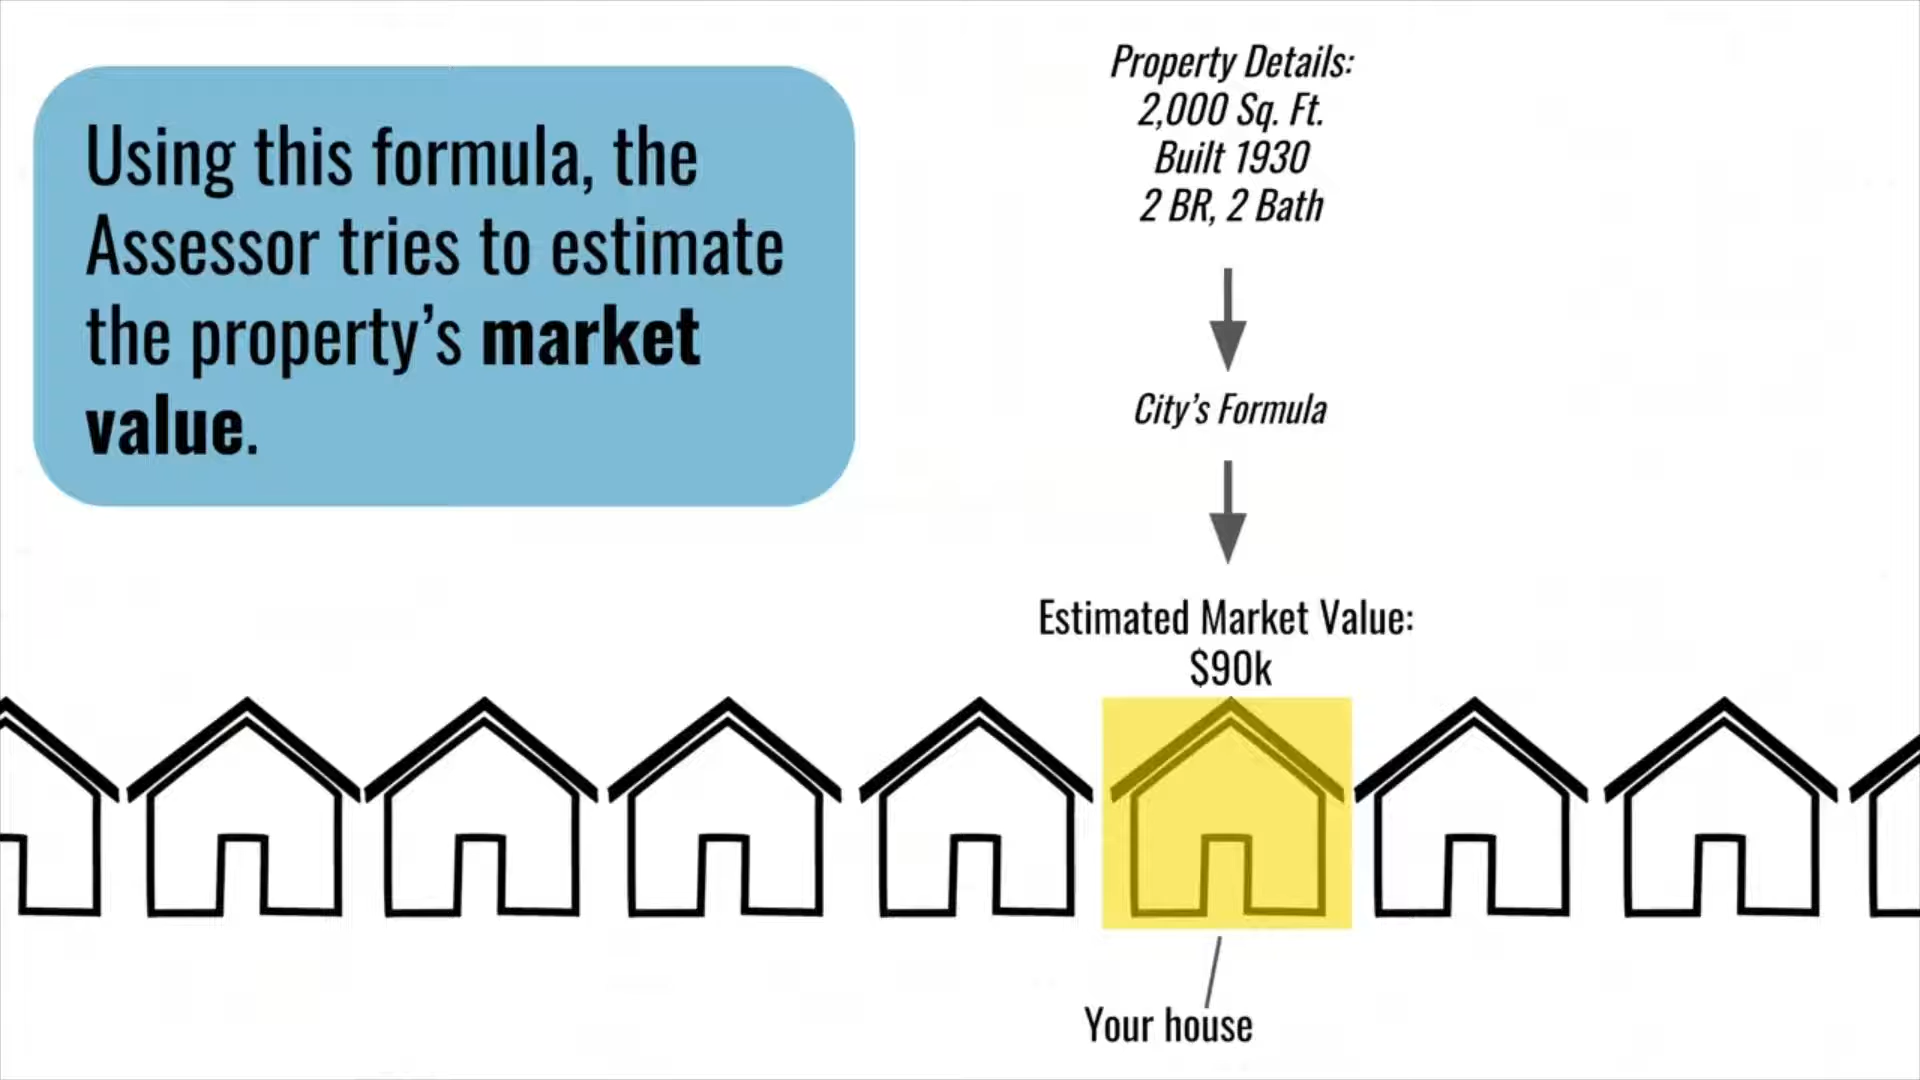 Using this formula, the
Assessor tries to estimate
the property’s market
value.
Property Details:
2,000 Sq. Ft.
Built 1930
2 BR, 2 Bath
City’s Formula
Estimated Market Value:
$90k
Your house